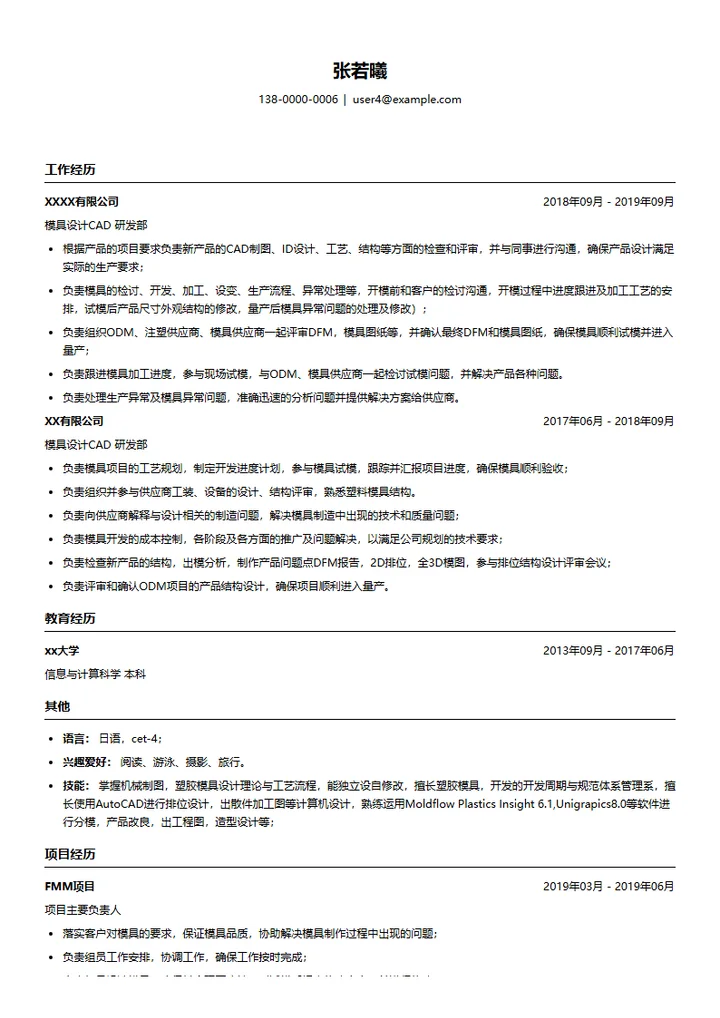 张若曦
138-0000-0006 | user4@example.com
工作经历
XXXX有限公司 2018年09月 - 2019年09月
模具设计CAD 研发部
• 根据产品的项目要求负责新产品的CAD制图、ID设计、工艺、结构等方面的检查和评审，并与同事进行沟通，确保产品设计满足
实际的生产要求；
• 负责模具的检讨、开发、加工、设变、生产流程、异常处理等，开模前和客户的检讨沟通，开模过程中进度跟进及加工工艺的安
排，试模后产品尺寸外观结构的修改，量产后模具异常问题的处理及修改）；
• 负责组织ODM、注塑供应商、模具供应商一起评审DFM，模具图纸等，并确认最终DFM和模具图纸，确保模具顺利试模并进入
量产；
• 负责跟进模具加工进度，参与现场试模，与ODM、模具供应商一起检讨试模问题，并解决产品各种问题。
• 负责处理生产异常及模具异常问题，准确迅速的分析问题并提供解决方案给供应商。
XX有限公司 2017年06月 - 2018年09月
模具设计CAD 研发部
• 负责模具项目的工艺规划，制定开发进度计划，参与模具试模，跟踪并汇报项目进度，确保模具顺利验收；
• 负责组织并参与供应商工装、设备的设计、结构评审，熟悉塑料模具结构。
• 负责向供应商解释与设计相关的制造问题，解决模具制造中出现的技术和质量问题；
• 负责模具开发的成本控制，各阶段及各方面的推广及问题解决，以满足公司规划的技术要求；
• 负责检查新产品的结构，出模分析，制作产品问题点DFM报告，2D排位，全3D模图，参与排位结构设计评审会议；
• 负责评审和确认ODM项目的产品结构设计，确保项目顺利进入量产。
教育经历
xx大学 2013年09月 - 2017年06月
信息与计算科学 本科
其他
• 语言： 日语，cet-4；
• 兴趣爱好： 阅读、游泳、摄影、旅行。
• 技能： 掌握机械制图，塑胶模具设计理论与工艺流程，能独立设自修改，擅长塑胶模具，开发的开发周期与规范体系管理系，擅
长使用AutoCAD进行排位设计，出散件加工图等计算机设计，熟练运用Moldflow Plastics Insight 6.1,Unigrapics8.0等软件进
行分模，产品改良，出工程图，造型设计等；
项目经历
FMM项目 2019年03月 - 2019年06月
项目主要负责人
• 落实客户对模具的要求，保证模具品质，协助解决模具制作过程中出现的问题；
• 负责组员工作安排，协调工作，确保工作按时完成；